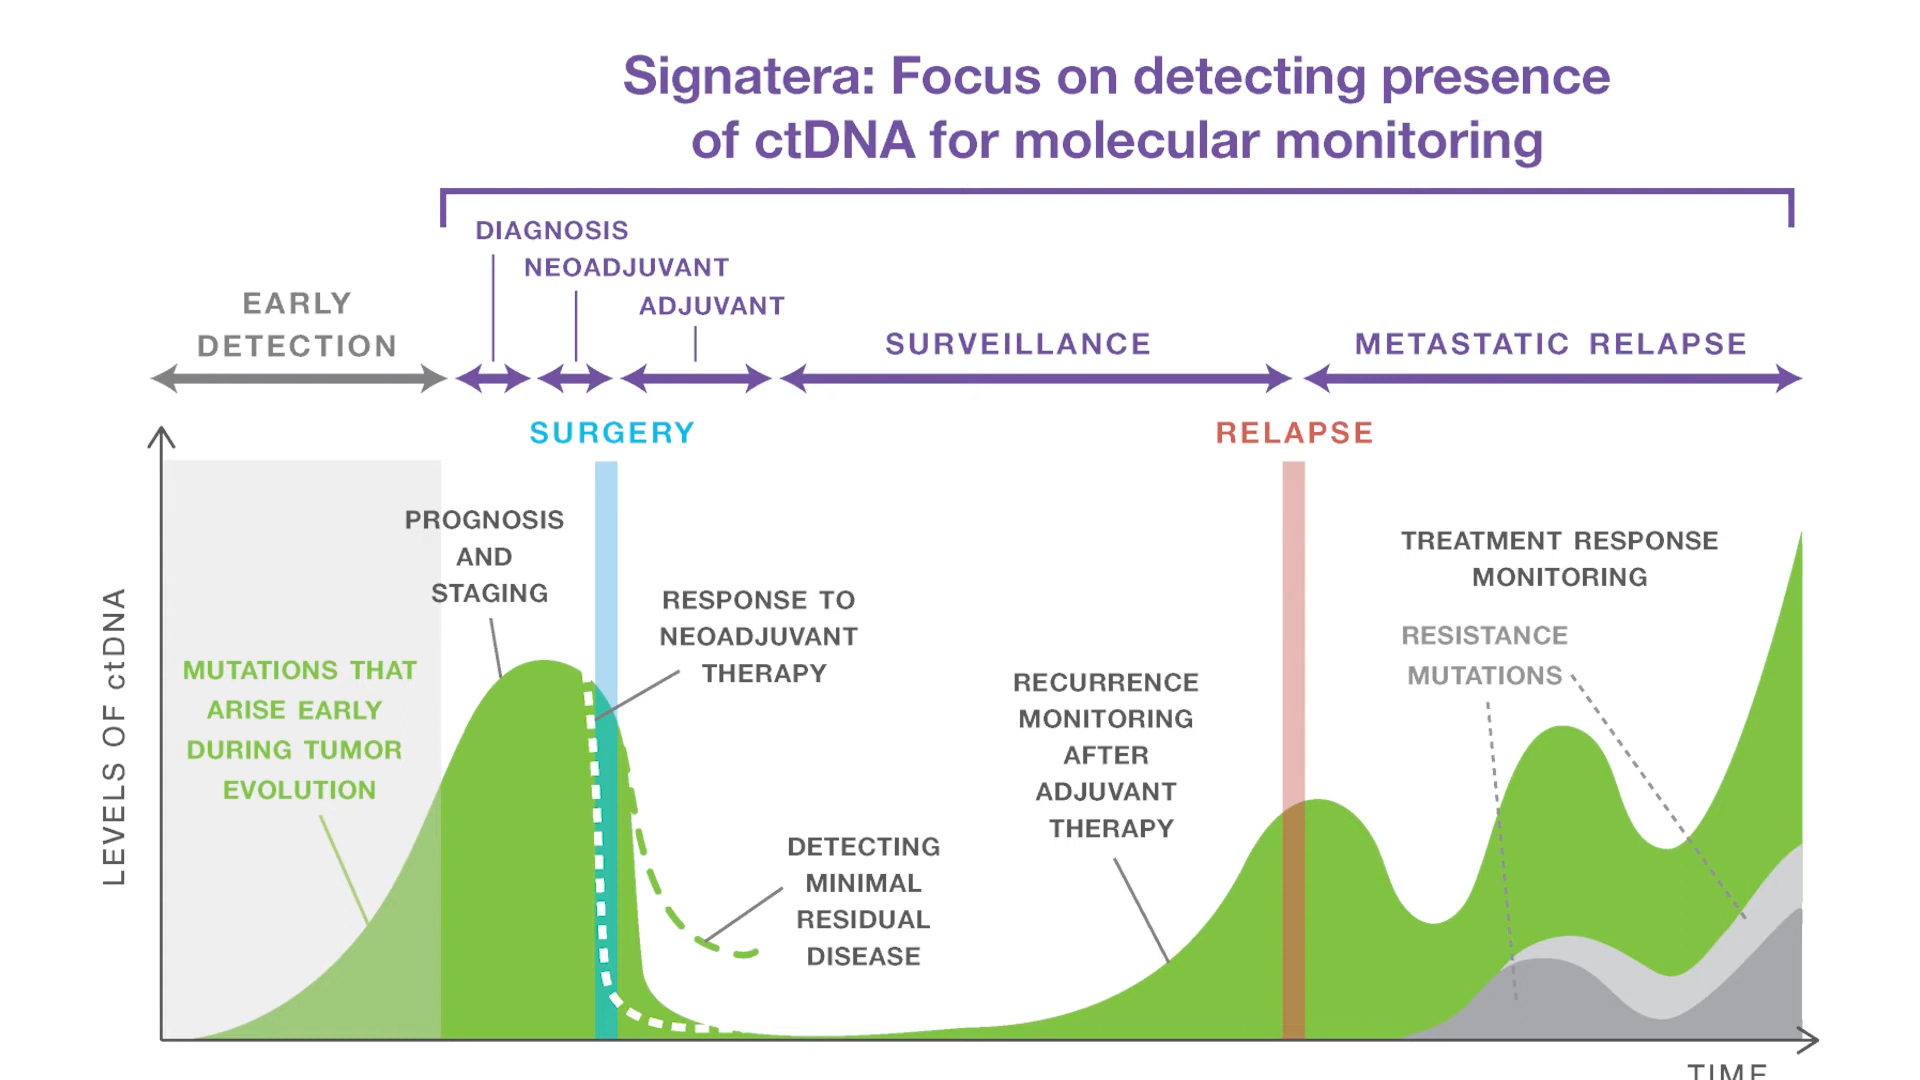 Signatera: Focus on detecting presence
of ctDNA for molecular monitoring
DIAGNOSIS
NEOADJUVANT
ADJUVANT
EARLY
DETECTION
SURVEILLANCE
METASTATIC RELAPSE
SURGERY
RELAPSE
PROGNOSIS
AND
STAGING
RESPONSE TO
NEOADJUVANT
THERAPY
TREATMENT RESPONSE
MONITORING
RESISTANCE
MUTATIONS
MUTATIONS THAT
ARISE EARLY
DURING TUMOR
EVOLUTION
RECURRENCE
MONITORING
AFTER
ADJUVANT
THERAPY
DETECTING
MINIMAL
RESIDUAL
DISEASE
LEVELS OF ctDNA
TIME